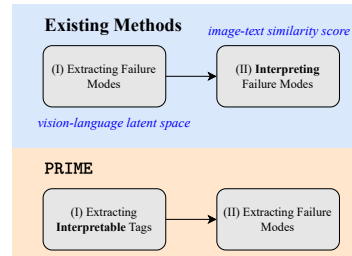 Existing Methods
image-text similarity score
(I) Extracting Failure
Modes
(II) Interpreting
Failure Modes
vision-language latent space
PRIME
(I) Extracting
Interpretable Tags
(II) Extracting Failure
Modes